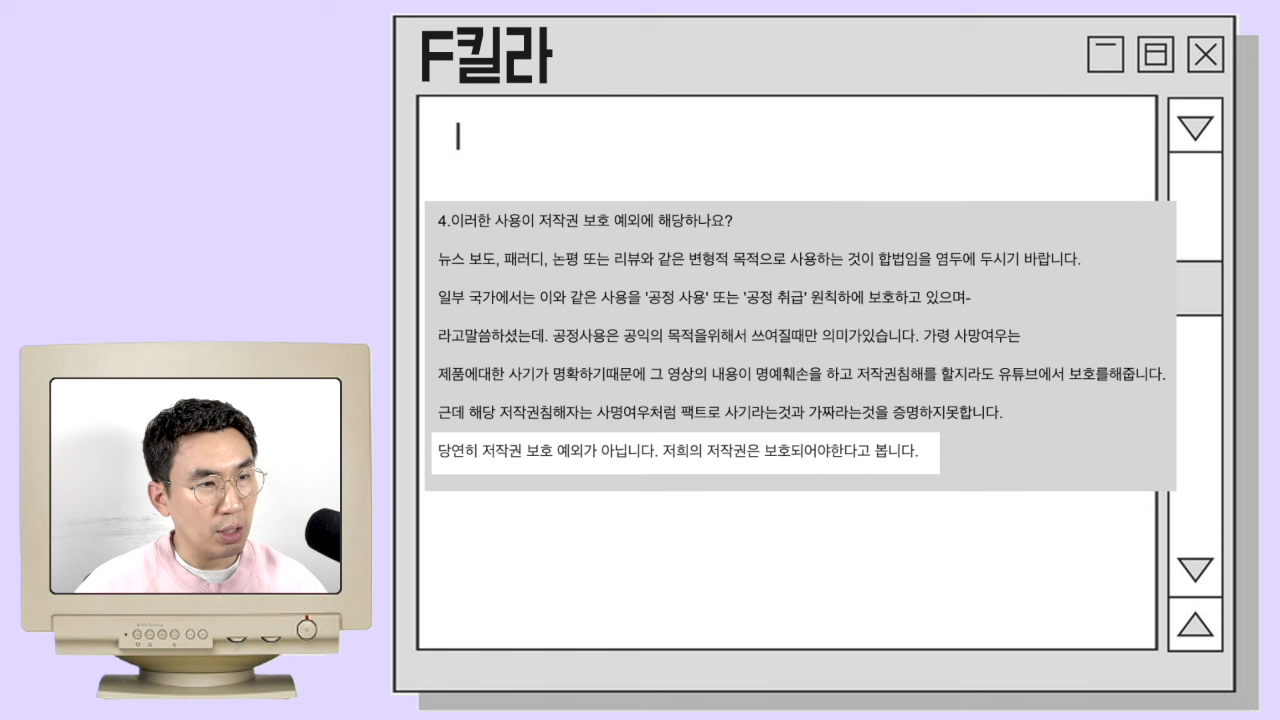 F킬라
4.이러한 사용이 저작권 보호 예외에 해당하나요?
뉴스 보도, 패러디, 논평 또는 리뷰와 같은 변형적 목적으로 사용하는 것이 합법임을 염두에 두시기 바랍니다.
일부 국가에서는 이와 같은 사용을 '공정 사용' 또는 '공정 취급' 원칙하에 보호하고 있으며-
라고말씀하셨는데. 공정사용은 공익의 목적을위해서 쓰여질때만 의미가있습니다. 가령 사망여우는
제품에대한 사기가 명확하기때문에 그 영상의 내용이 명예훼손을 하고 저작권침해를 할지라도 유튜브에서 보호를해줍니다.
근데 해당 저작권침해자는 사명여우처럼 팩트로 사기라는것과 가짜라는것을 증명하지못합니다.
당연히 저작권 보호 예외가 아닙니다. 저희의 저작권은 보호되어야한다고 봅니다.